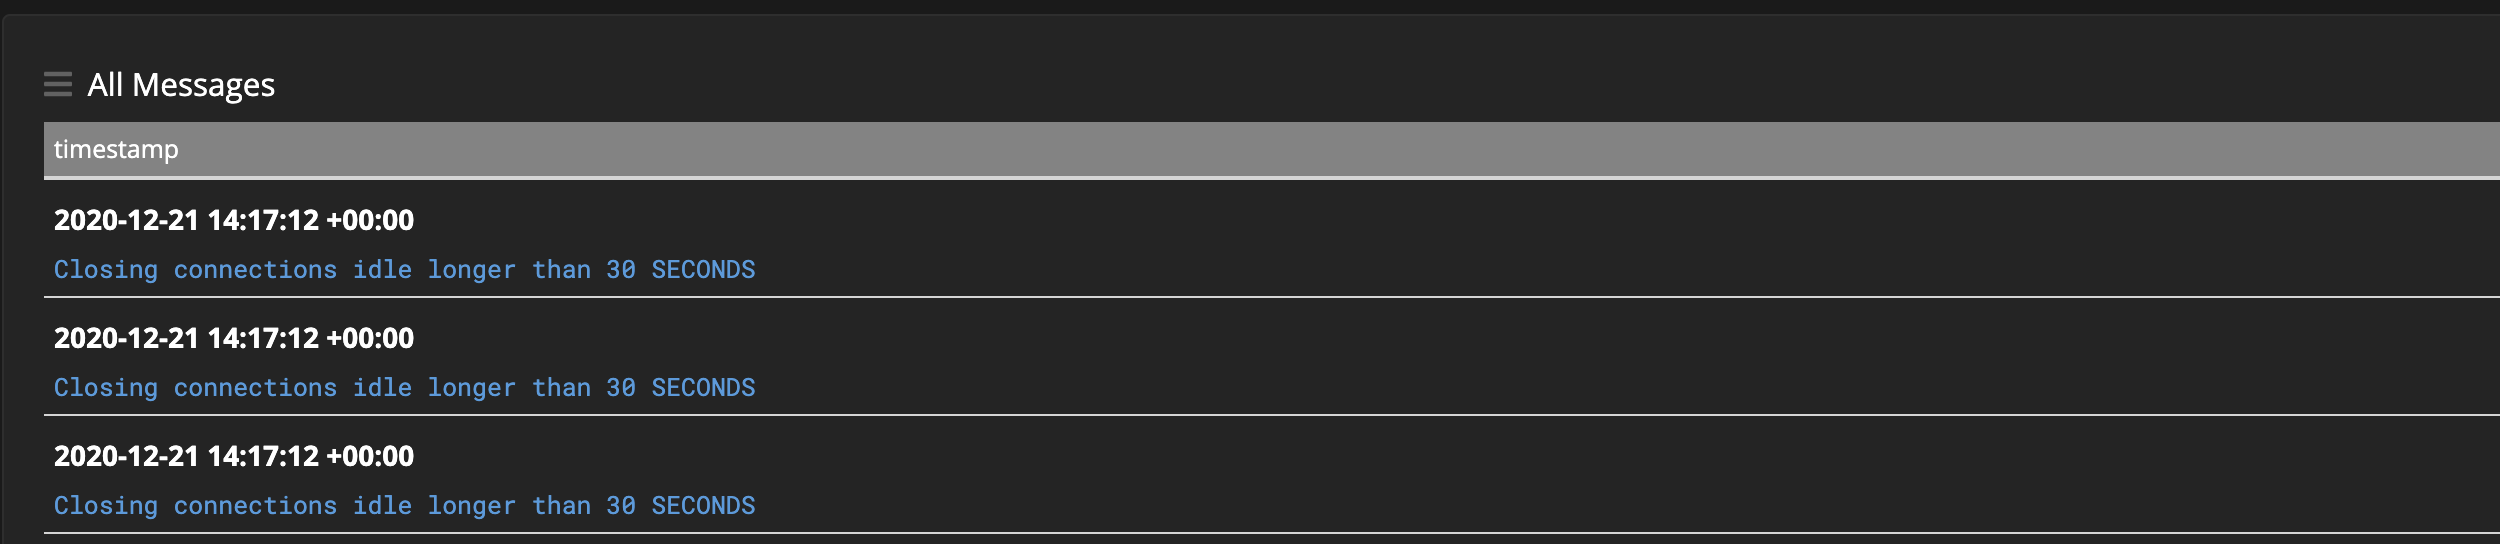 All Messages
timestamp
2020-12-21 14:17:12 +00:00
Closing connections idle longer than 30 SECONDS
2020-12-21 14:17:12 +00:00
Closing connections idle longer than 30 SECONDS
2020-12-21 14:17:12 +00:00
Closing connections idle longer than 30 SECONDS